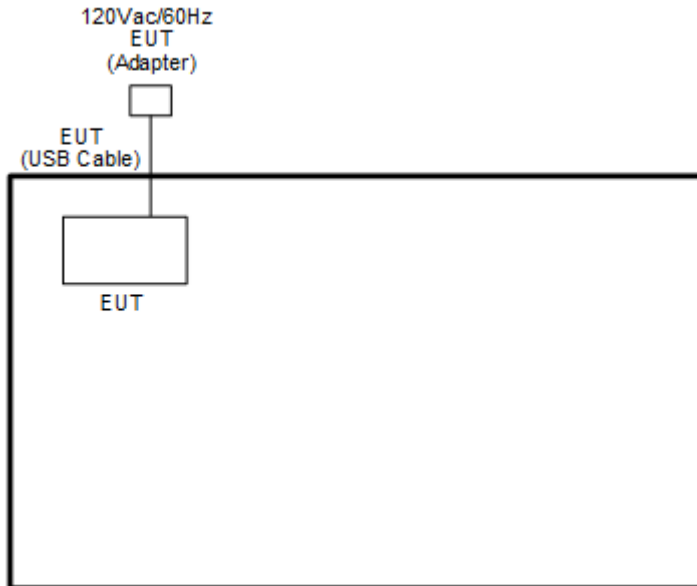 120Vac/60Hz
EUT
(Adapter)
EUT
(USB Cable)
EUT